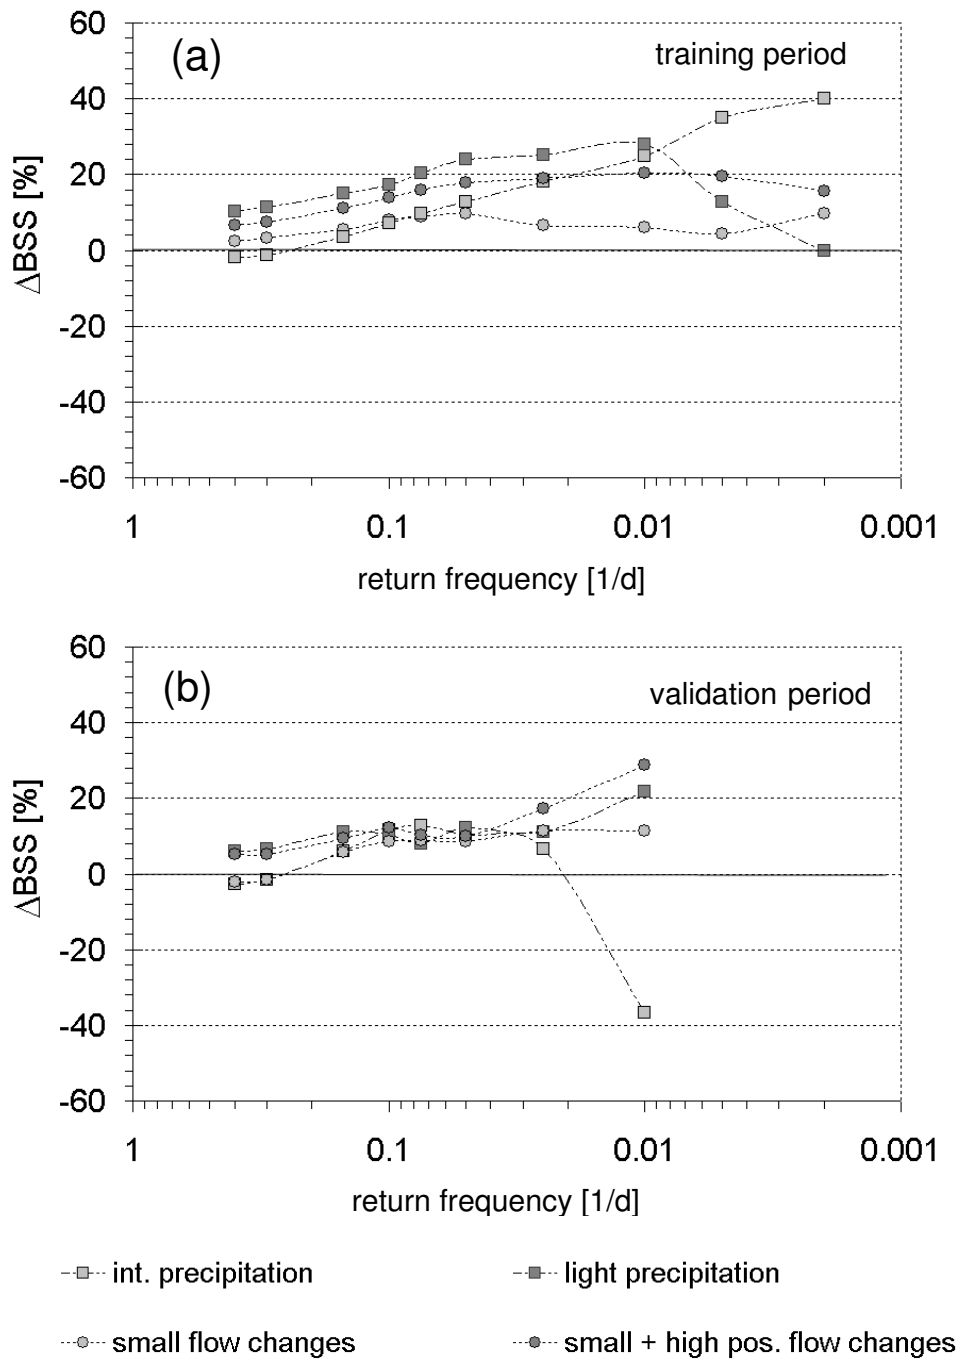 60
(a)
training period
40
20
0
-20
-40
-60
ΔBSS [%]
1 0.1 0.01 0.001
return frequency [1/d]
60
(b)
validation period
40
20
0
-20
-40
-60
ΔBSS [%]
1 0.1 0.01 0.001
return frequency [1/d]
int. precipitation light precipitation
small flow changes small + high pos. flow changes